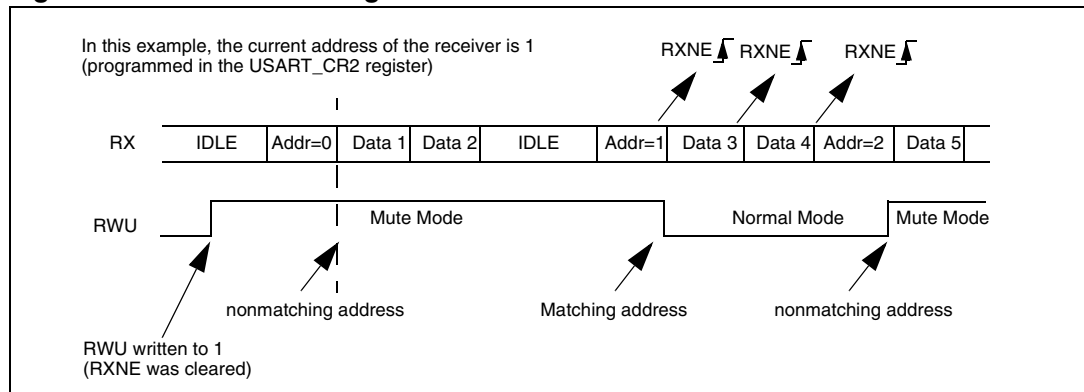 In this example, the current address of the receiver is 1
(programmed in the USART_CR2 register)
RXNE RXNE RXNE
RX IDLE Addr=0 Data 1 Data 2 IDLE Addr=1 Data 3 Data 4 Addr=2 Data 5
RWU Mute Mode Normal Mode Mute Mode
nonmatching address Matching address nonmatching address
RWU written to 1
(RXNE was cleared)